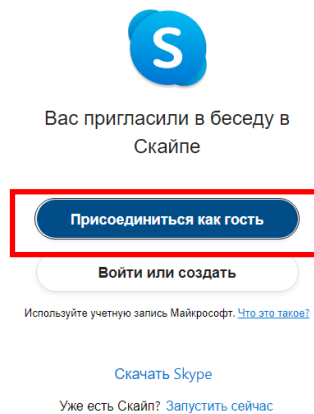 S
Вас пригласили в беседу в
Скайпе
Присоединиться как гость
Войти или создать
Используйте учетную запись Майкрософт. Что это такое?
Скачать Skype
Уже есть Скайп? Запустить сейчас